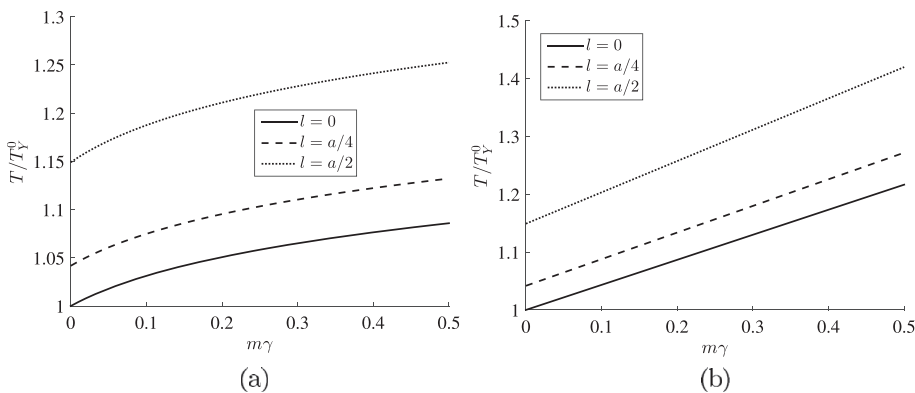 1.3
1.25
1.2
1.15
1.1
1.05
1
T/T_Y^0
l = 0
l = a/4
l = a/2
0 0.1 0.2 0.3 0.4 0.5
mγ
(a)
1.5
1.4
1.3
1.2
1.1
1
T/T_Y^0
l = 0
l = a/4
l = a/2
0 0.1 0.2 0.3 0.4 0.5
mγ
(b)